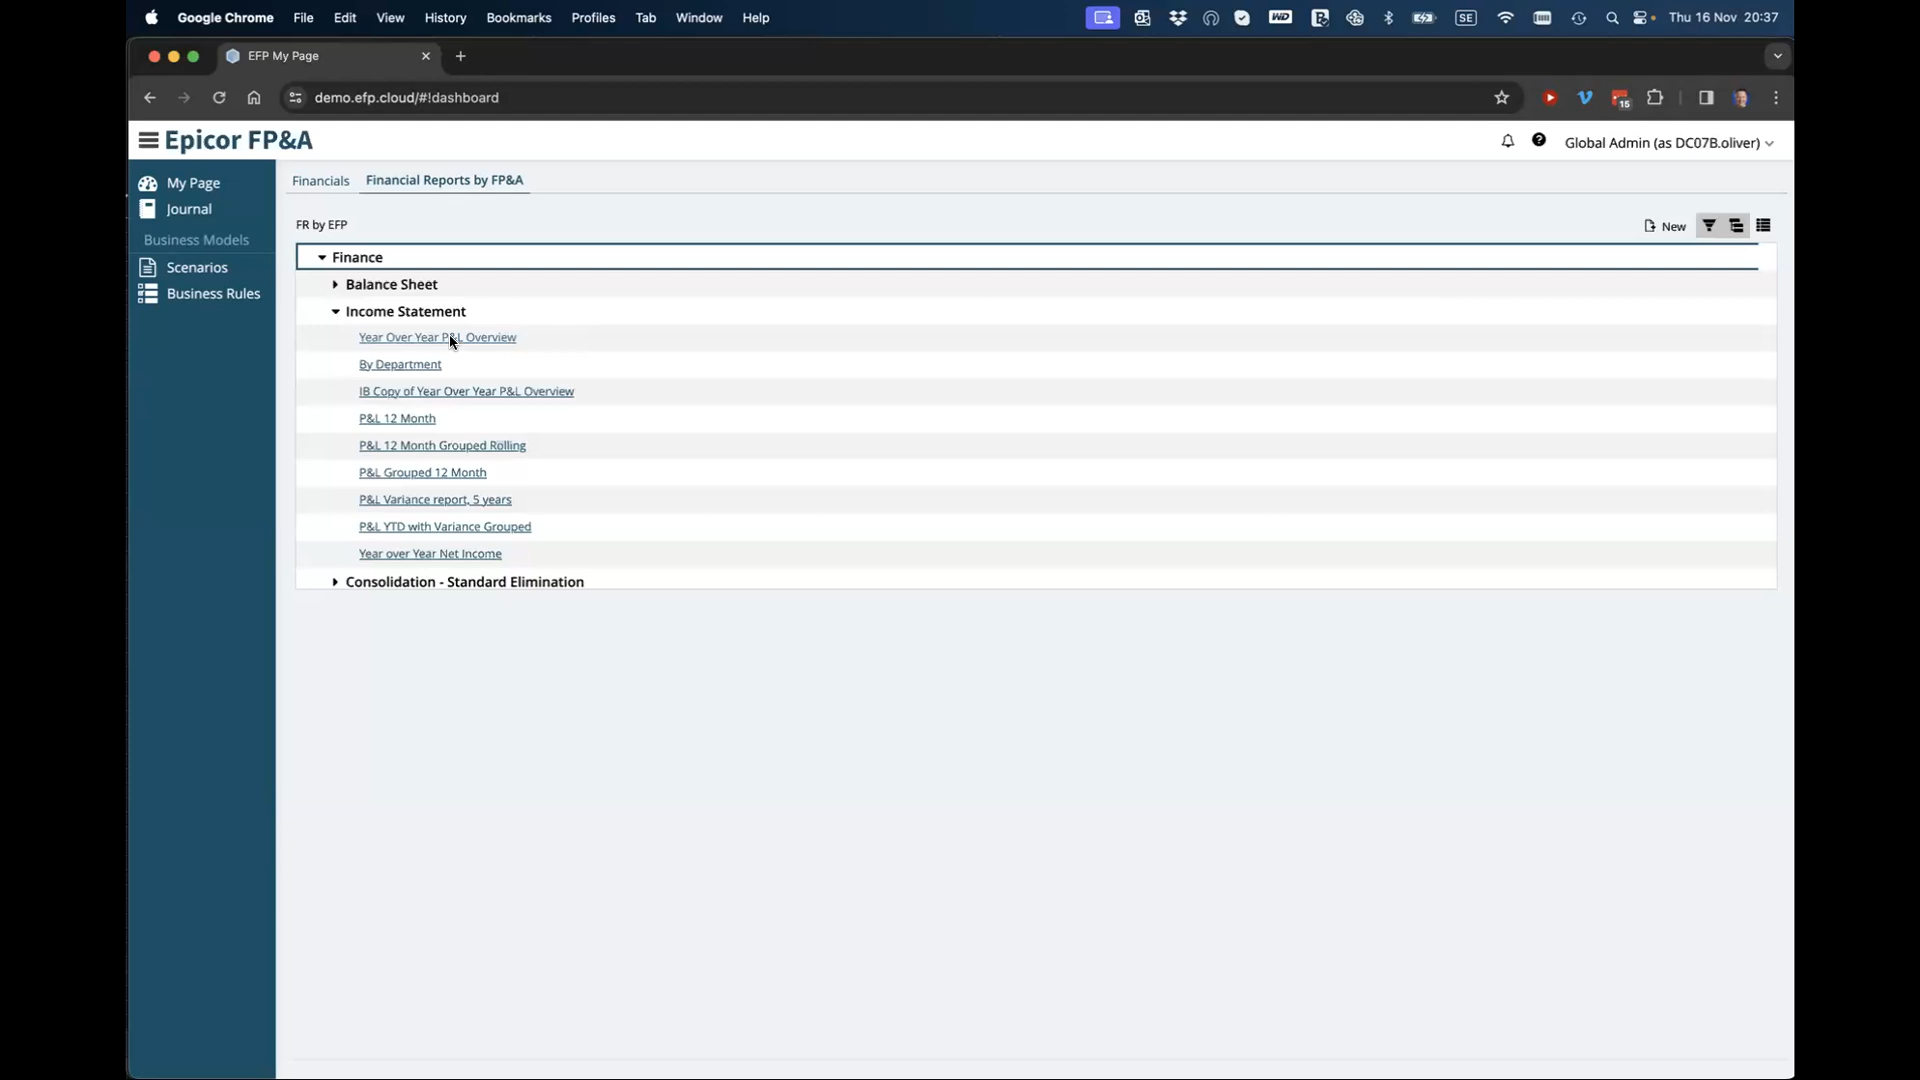 Google Chrome File Edit View History Bookmarks Profiles Tab Window Help WD SE Thu 16 Nov 20:37
EFP My Page
demo.efp.cloud/#!dashboard 15
Epicor FP&A Global Admin (as DC07B.oliver)
My Page
Journal
Business Models
Scenarios
Business Rules
Financials Financial Reports by FP&A
FR by EFP New
Finance
Balance Sheet
Income Statement
Year Over Year P&L Overview
By Department
IB Copy of Year Over Year P&L Overview
P&L 12 Month
P&L 12 Month Grouped Rolling
P&L Grouped 12 Month
P&L Variance report, 5 years
P&L YTD with Variance Grouped
Year over Year Net Income
Consolidation - Standard Elimination